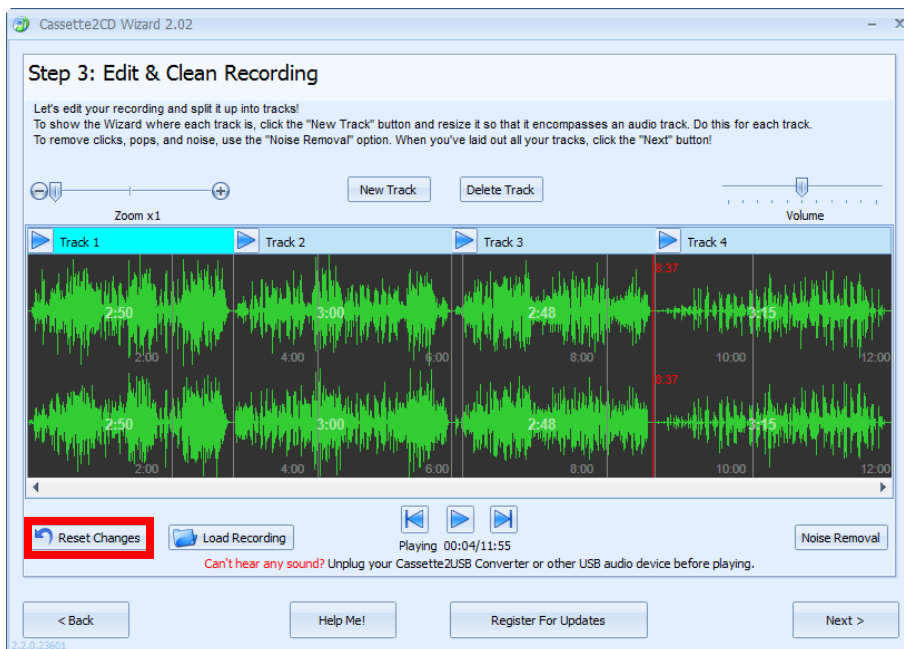 Cassette2CD Wizard 2.02
Step 3: Edit & Clean Recording
Let's edit your recording and split it up into tracks!
To show the Wizard where each track is, click the "New Track" button and resize it so that it encompasses an audio track. Do this for each track.
To remove clicks, pops, and noise, use the "Noise Removal" option. When you've laid out all your tracks, click the "Next" button!
New Track Delete Track
Zoom x1 Volume
Track 1 Track 2 Track 3 Track 4
8:37
2:50 3:00 2:48 3:15
2:00 4:00 6:00 8:00 10:00 12:00
8:37
2:50 3:00 2:48 3:15
2:00 4:00 6:00 8:00 10:00 12:00
Reset Changes Load Recording Noise Removal
Playing 00:04/11:55
Can't hear any sound? Unplug your Cassette2USB Converter or other USB audio device before playing.
< Back Help Me! Register For Updates Next >
2.2.0.23601